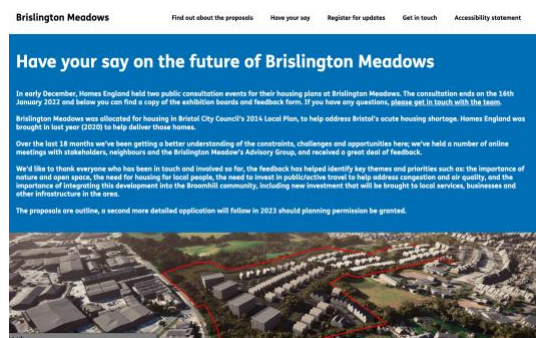 Brislington Meadows
Find out about the proposals Have your say Register for updates Get in touch Accessibility statement
Have your say on the future of Brislington Meadows
In early December, Homes England held two public consultation events for their housing plans at Brislington Meadows. The consultation ends on the 16th
January 2022 and below you can find a copy of the exhibition boards and feedback form. If you have any questions, please get in touch with the team.
Brislington Meadows was allocated for housing in Bristol City Council's 2014 Local Plan, to help address Bristol's acute housing shortage. Homes England was
brought in last year (2020) to help deliver those homes.
Over the last 18 months we've been getting a better understanding of the constraints, challenges and opportunities here; we've held a number of online
meetings with stakeholders, neighbours and the Brislington Meadow's Advisory Group, and received a great deal of feedback.
We'd like to thank everyone who has been in touch and involved so far, the feedback has helped identify key themes and priorities such as: the importance of
nature and open space, the need for housing for local people, the need to invest in public/active travel to help address congestion and air quality, and the
importance of integrating this development into the Broomhill community, including new investment that will be brought to local services, businesses and
other infrastructure in the area.
The proposals are outline, a second more detailed application will follow in 2023 should planning permission be granted.